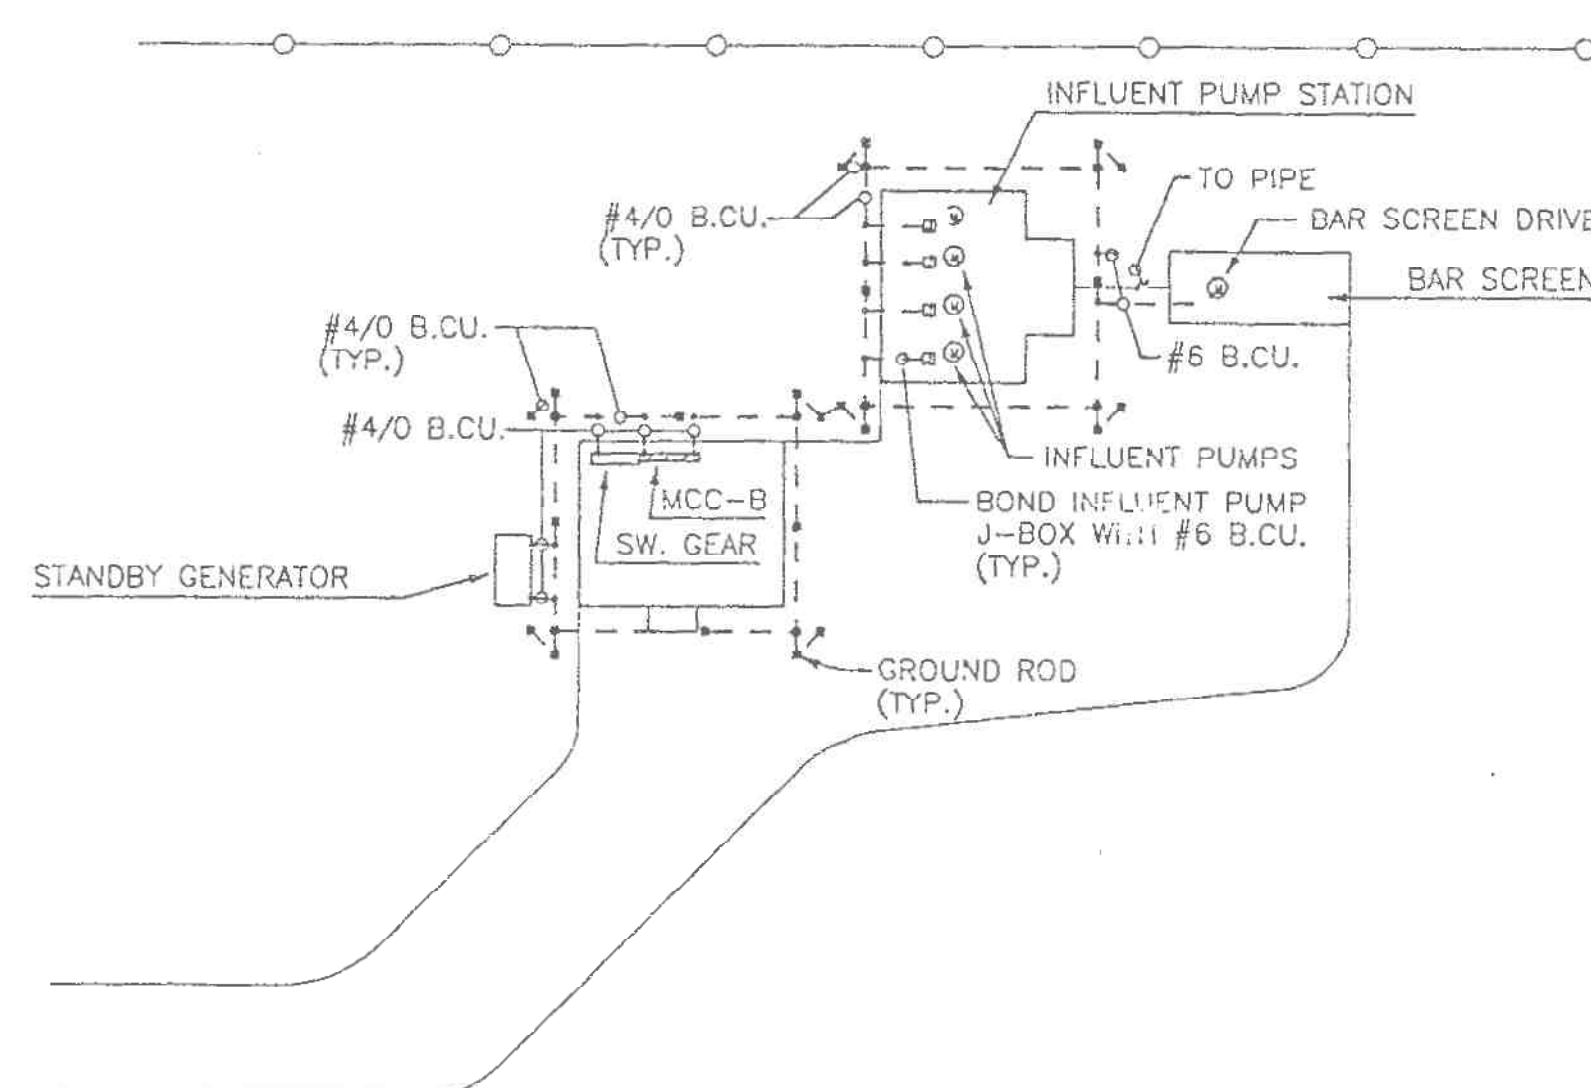 INFLUENT PUMP STATION
TO PIPE
#4/0 B.CU.
(TYP.)
BAR SCREEN DRIVE
BAR SCREEN
#4/0 B.CU.
(TYP.)
#6 B.CU.
#4/0 B.CU.
INFLUENT PUMPS
MCC-B
BOND INFLUENT PUMP
J-BOX WITH #6 B.CU.
(TYP.)
SW. GEAR
STANDBY GENERATOR
GROUND ROD
(TYP.)